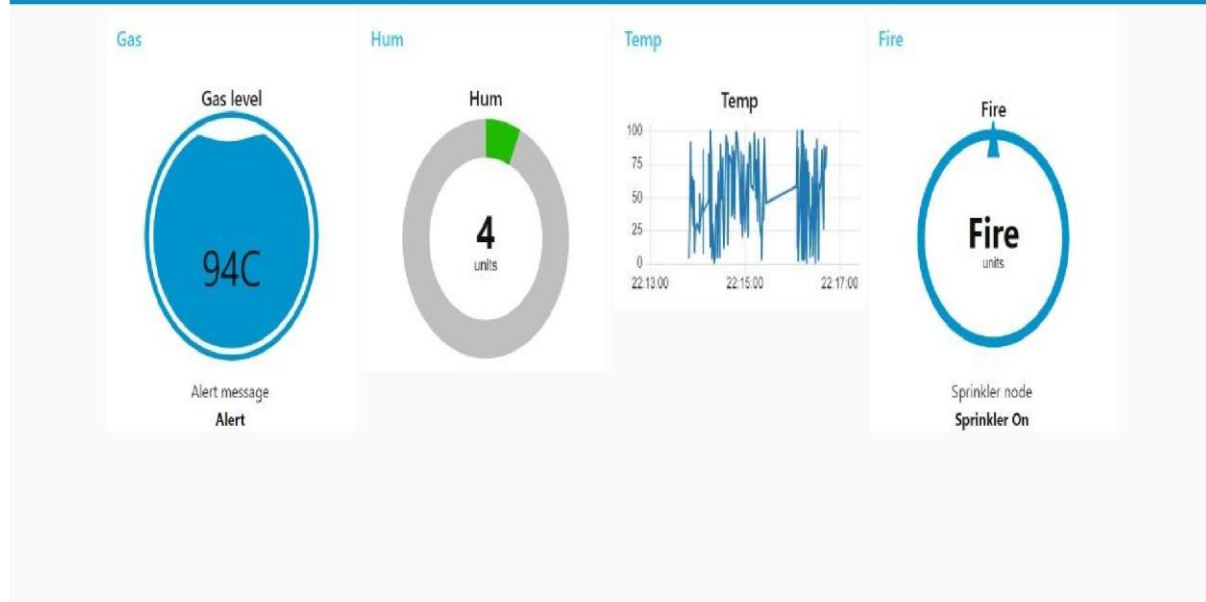 Gas
Gas level
94C
Alert message
Alert
Hum
Hum
4
units
Temp
Temp
100
75
50
25
0
22:13:00
22:15:00
22:17:00
Fire
Fire
Fire
units
Sprinkler node
Sprinkler On